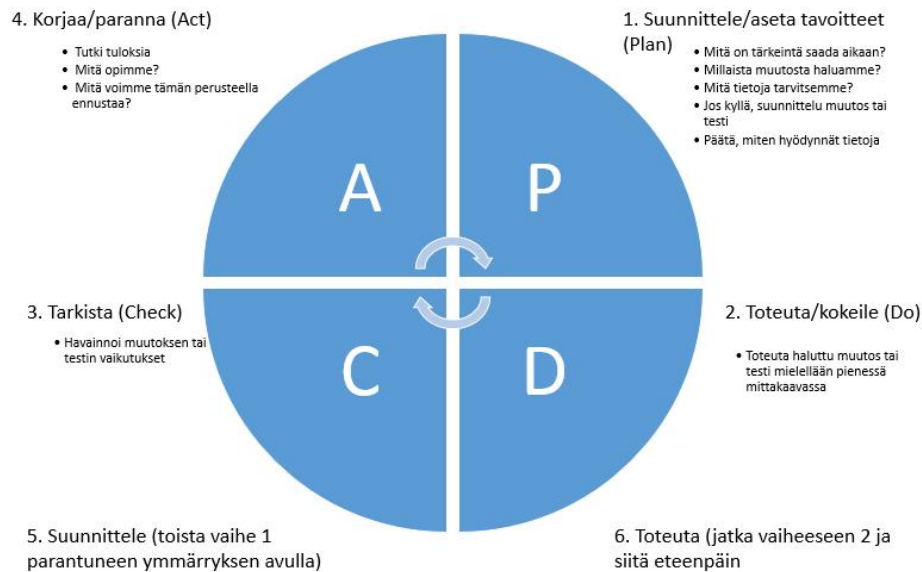 4. Korjaa/paranna (Act)
• Tutki tuloksia
• Mitä opimme?
• Mitä voimme tämän perusteella
ennustaa?
1. Suunnittele/aseta tavoitteet
(Plan)
• Mitä on tärkeintä saada aikaan?
• Millaista muutosta haluamme?
• Mitä tietoja tarvitsemme?
• Jos kyllä, suunnittelu muutos tai
testi
• Päätä, miten hyödynnät tietoja
A
P
3. Tarkista (Check)
• Havainnoi muutoksen tai
testin vaikutukset
2. Toteuta/kokeile (Do)
• Toteuta haluttu muutos tai
testi mielellään pienessä
mittakaavassa
C
D
5. Suunnittele (toista vaihe 1
parantuneen ymmärryksen avulla)
6. Toteuta (jatka vaiheeseen 2 ja
siitä eteenpäin